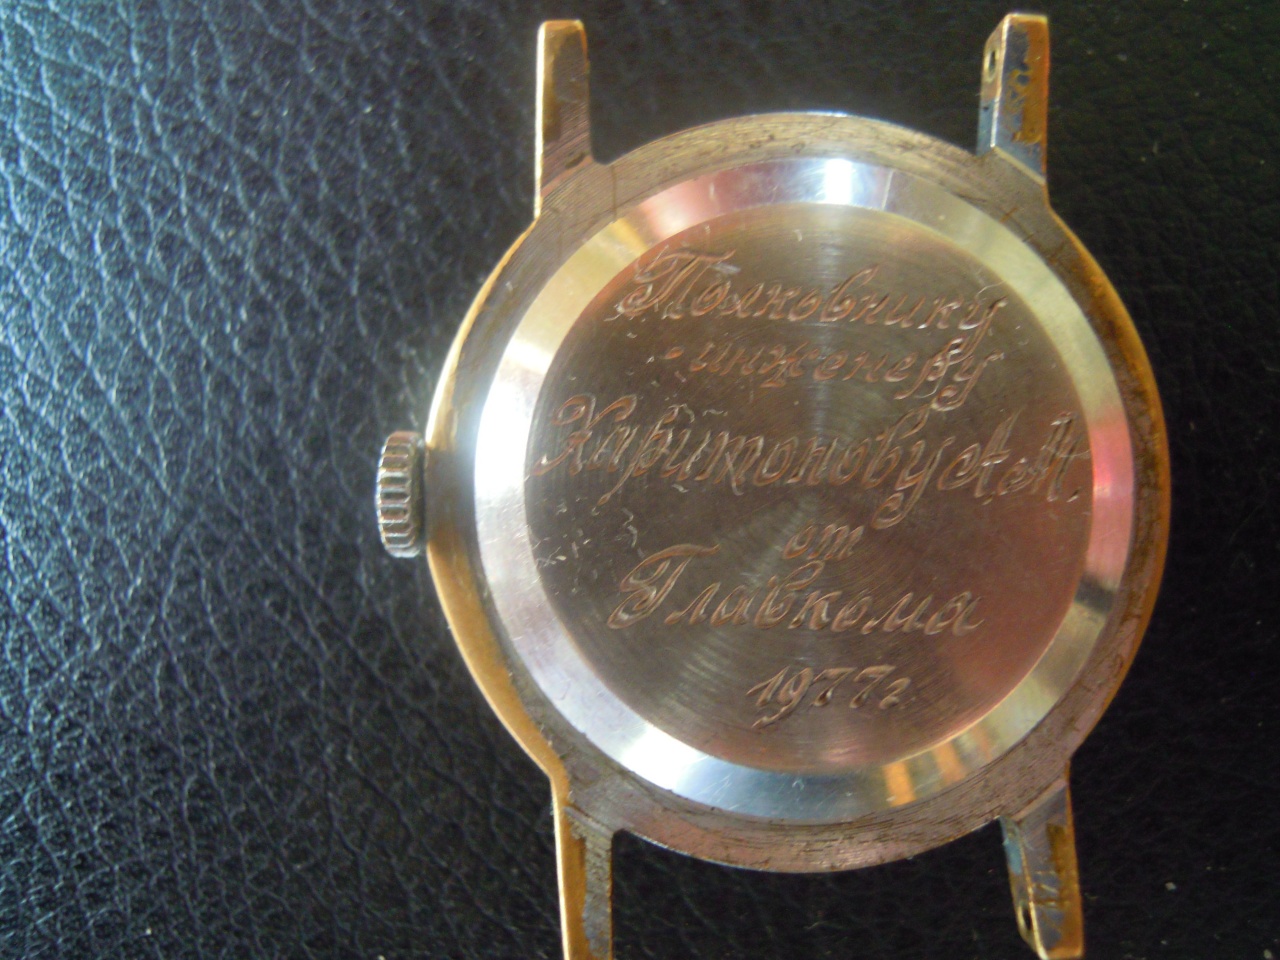 Полковнику
-инженеру
Харитонову А.А.
от
Главкома
1977г